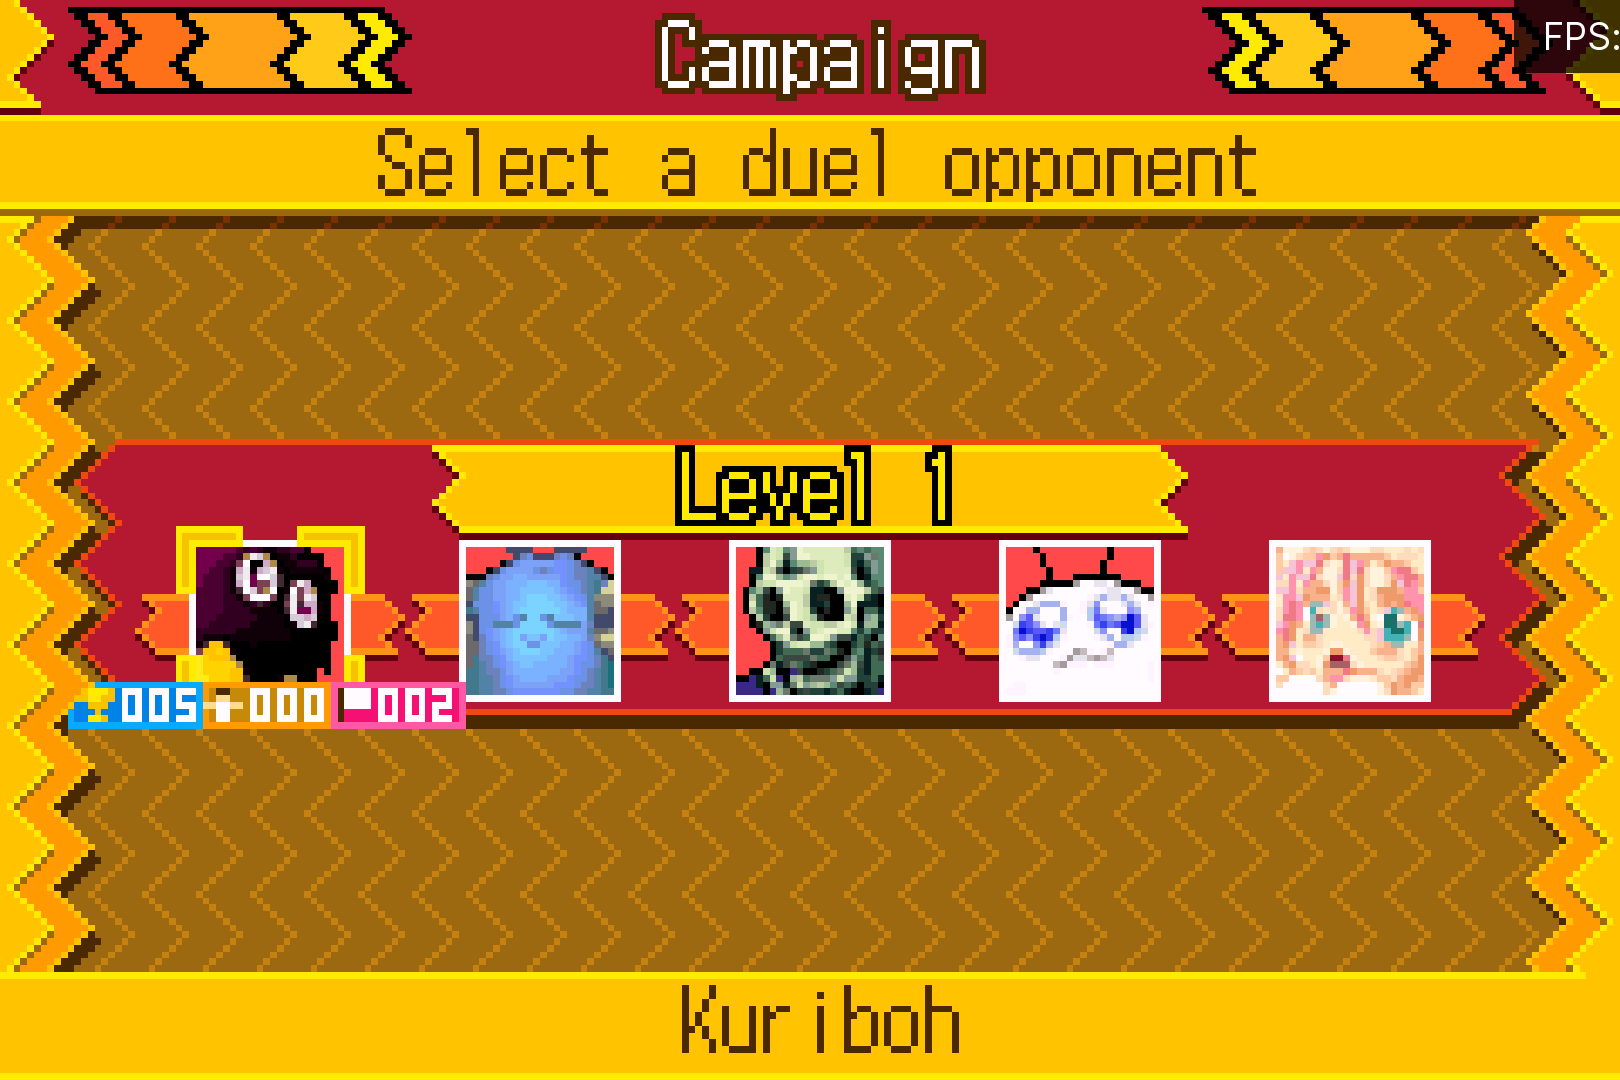 Campaign
FPS:
Select a duel opponent
Level 1
005 000 002
Kuriboh